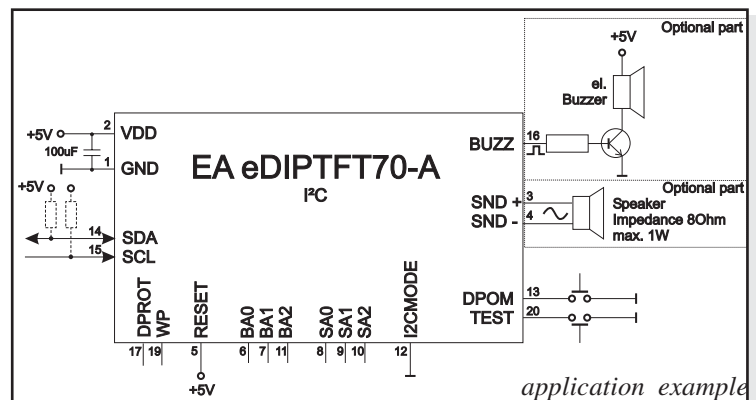 Optional part
+5V
el.
Buzzer
BUZZ
16
Optional part
SND +
3
SND -
4
Speaker
Impedance 8Ohm
max. 1W
+5V
2
VDD
100uF
1
GND
EA eDIPTFT70-A
I²C
+5V
14
SDA
15
SCL
DPOM
13
TEST
20
DPROT
WP
RESET
BA0
BA1
BA2
SA0
SA1
SA2
I2CMODE
17
19
5
6
7
11
8
9
10
12
+5V
application example